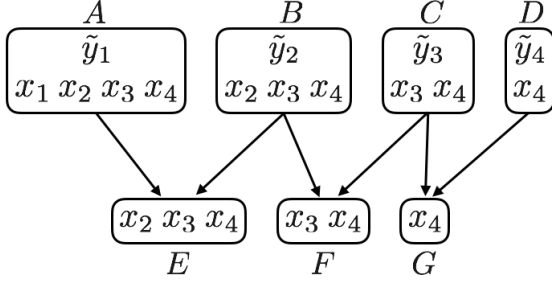 A B C D
ỹ₁ ỹ₂ ỹ₃ ỹ₄
x₁ x₂ x₃ x₄ x₂ x₃ x₄ x₃ x₄ x₄
x₂ x₃ x₄ x₃ x₄ x₄
E F G